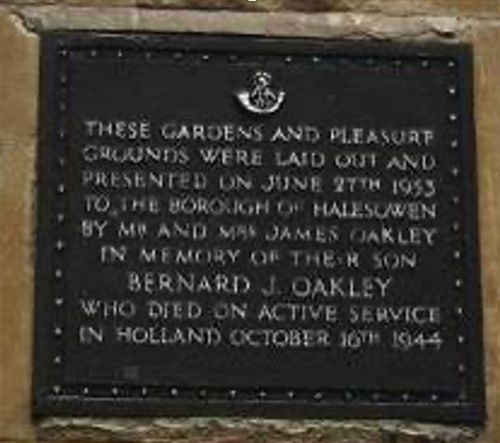 THESE GARDENS AND PLEASURE
GROUNDS WERE LAID OUT AND
PRESENTED ON JUNE 27TH 1953
TO THE BOROUGH OF HALESOWEN
BY MR AND MRS JAMES OAKLEY
IN MEMORY OF THEIR SON
BERNARD J. OAKLEY
WHO DIED ON ACTIVE SERVICE
IN HOLLAND OCTOBER 16TH 1944